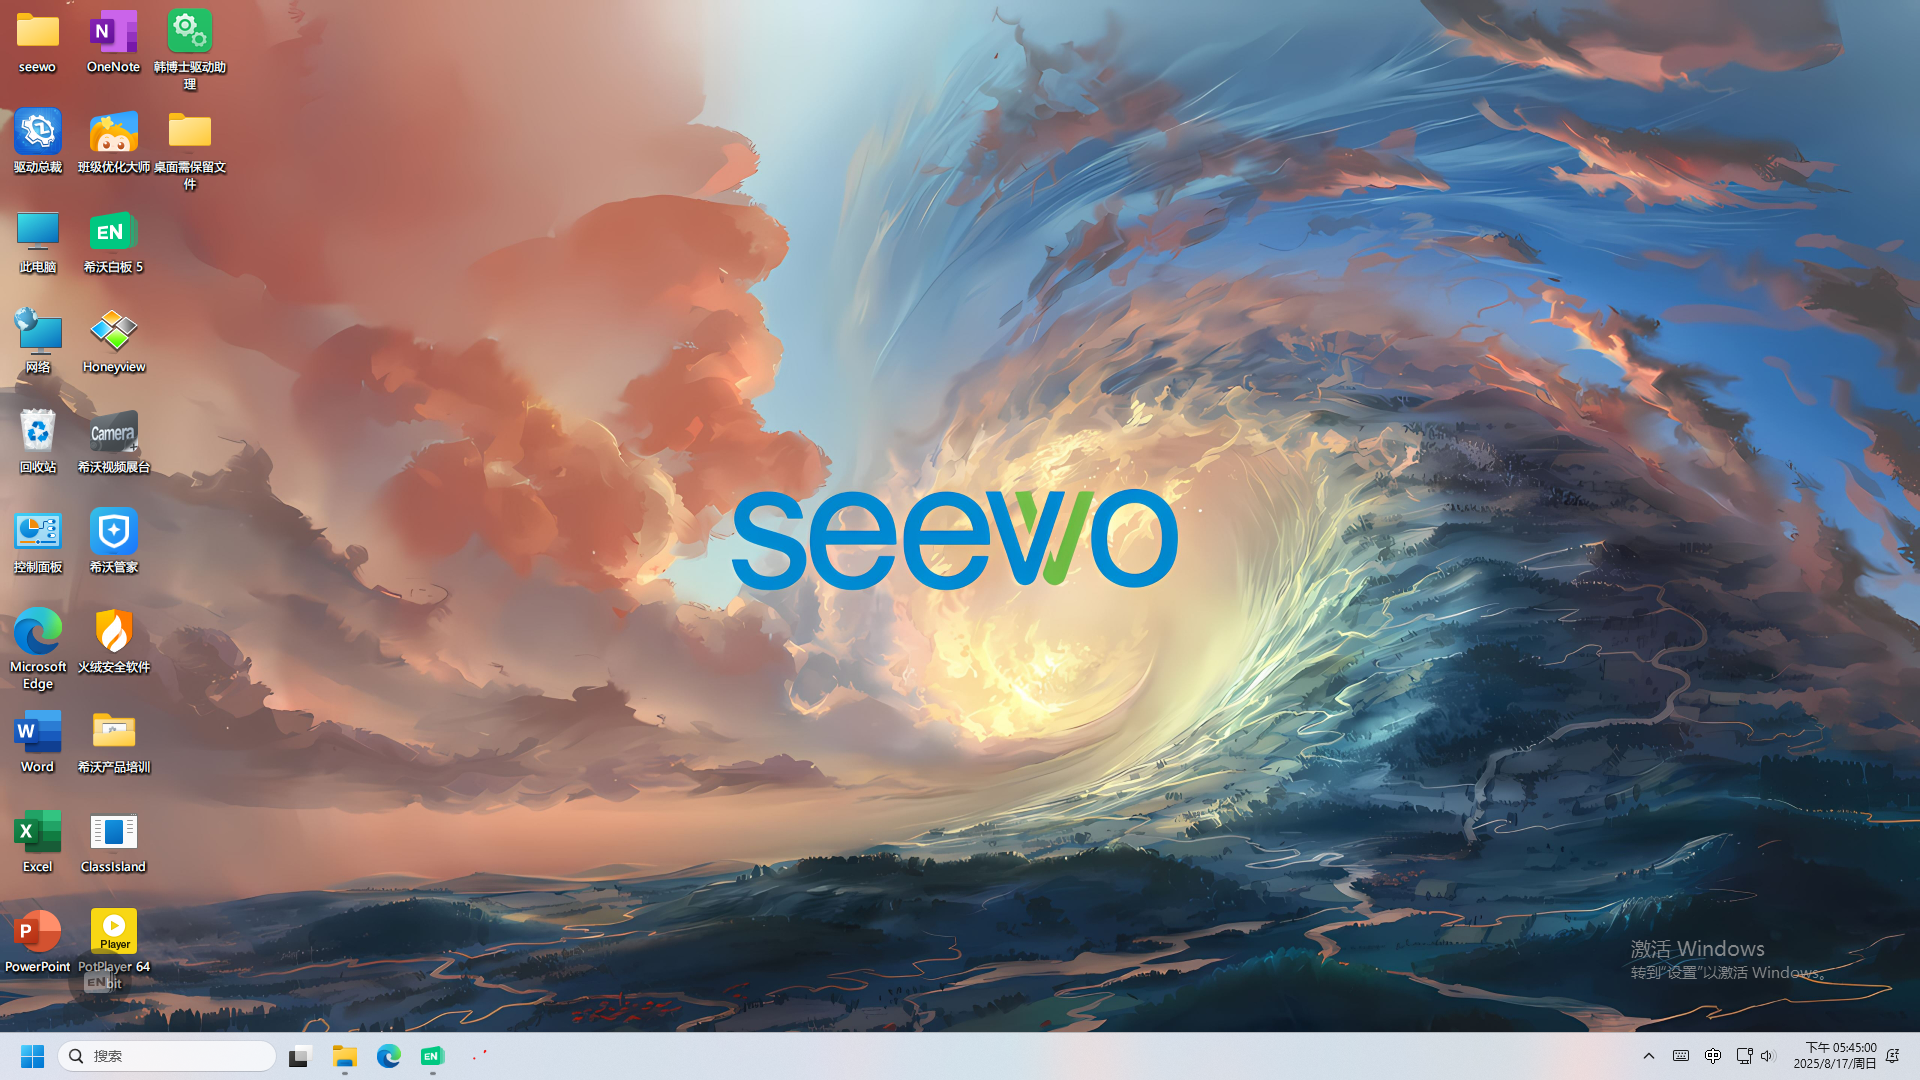 seewo
OneNote
韩博士驱动助
理
驱动总裁
班级优化大师
桌面需保留文
件
此电脑
EN
希沃白板 5
网络
Honeyview
回收站
Camera
希沃视频展台
控制面板
希沃管家
Microsoft
Edge
火绒安全软件
W
Word
希沃产品培训
X
Excel
ClassIsland
P
PowerPoint
Player
PotPlayer 64
bit
EN
N
seewo
激活 Windows
转到“设置”以激活 Windows。
搜索
EN
中
下午 05:45:00
2025/8/17/周日